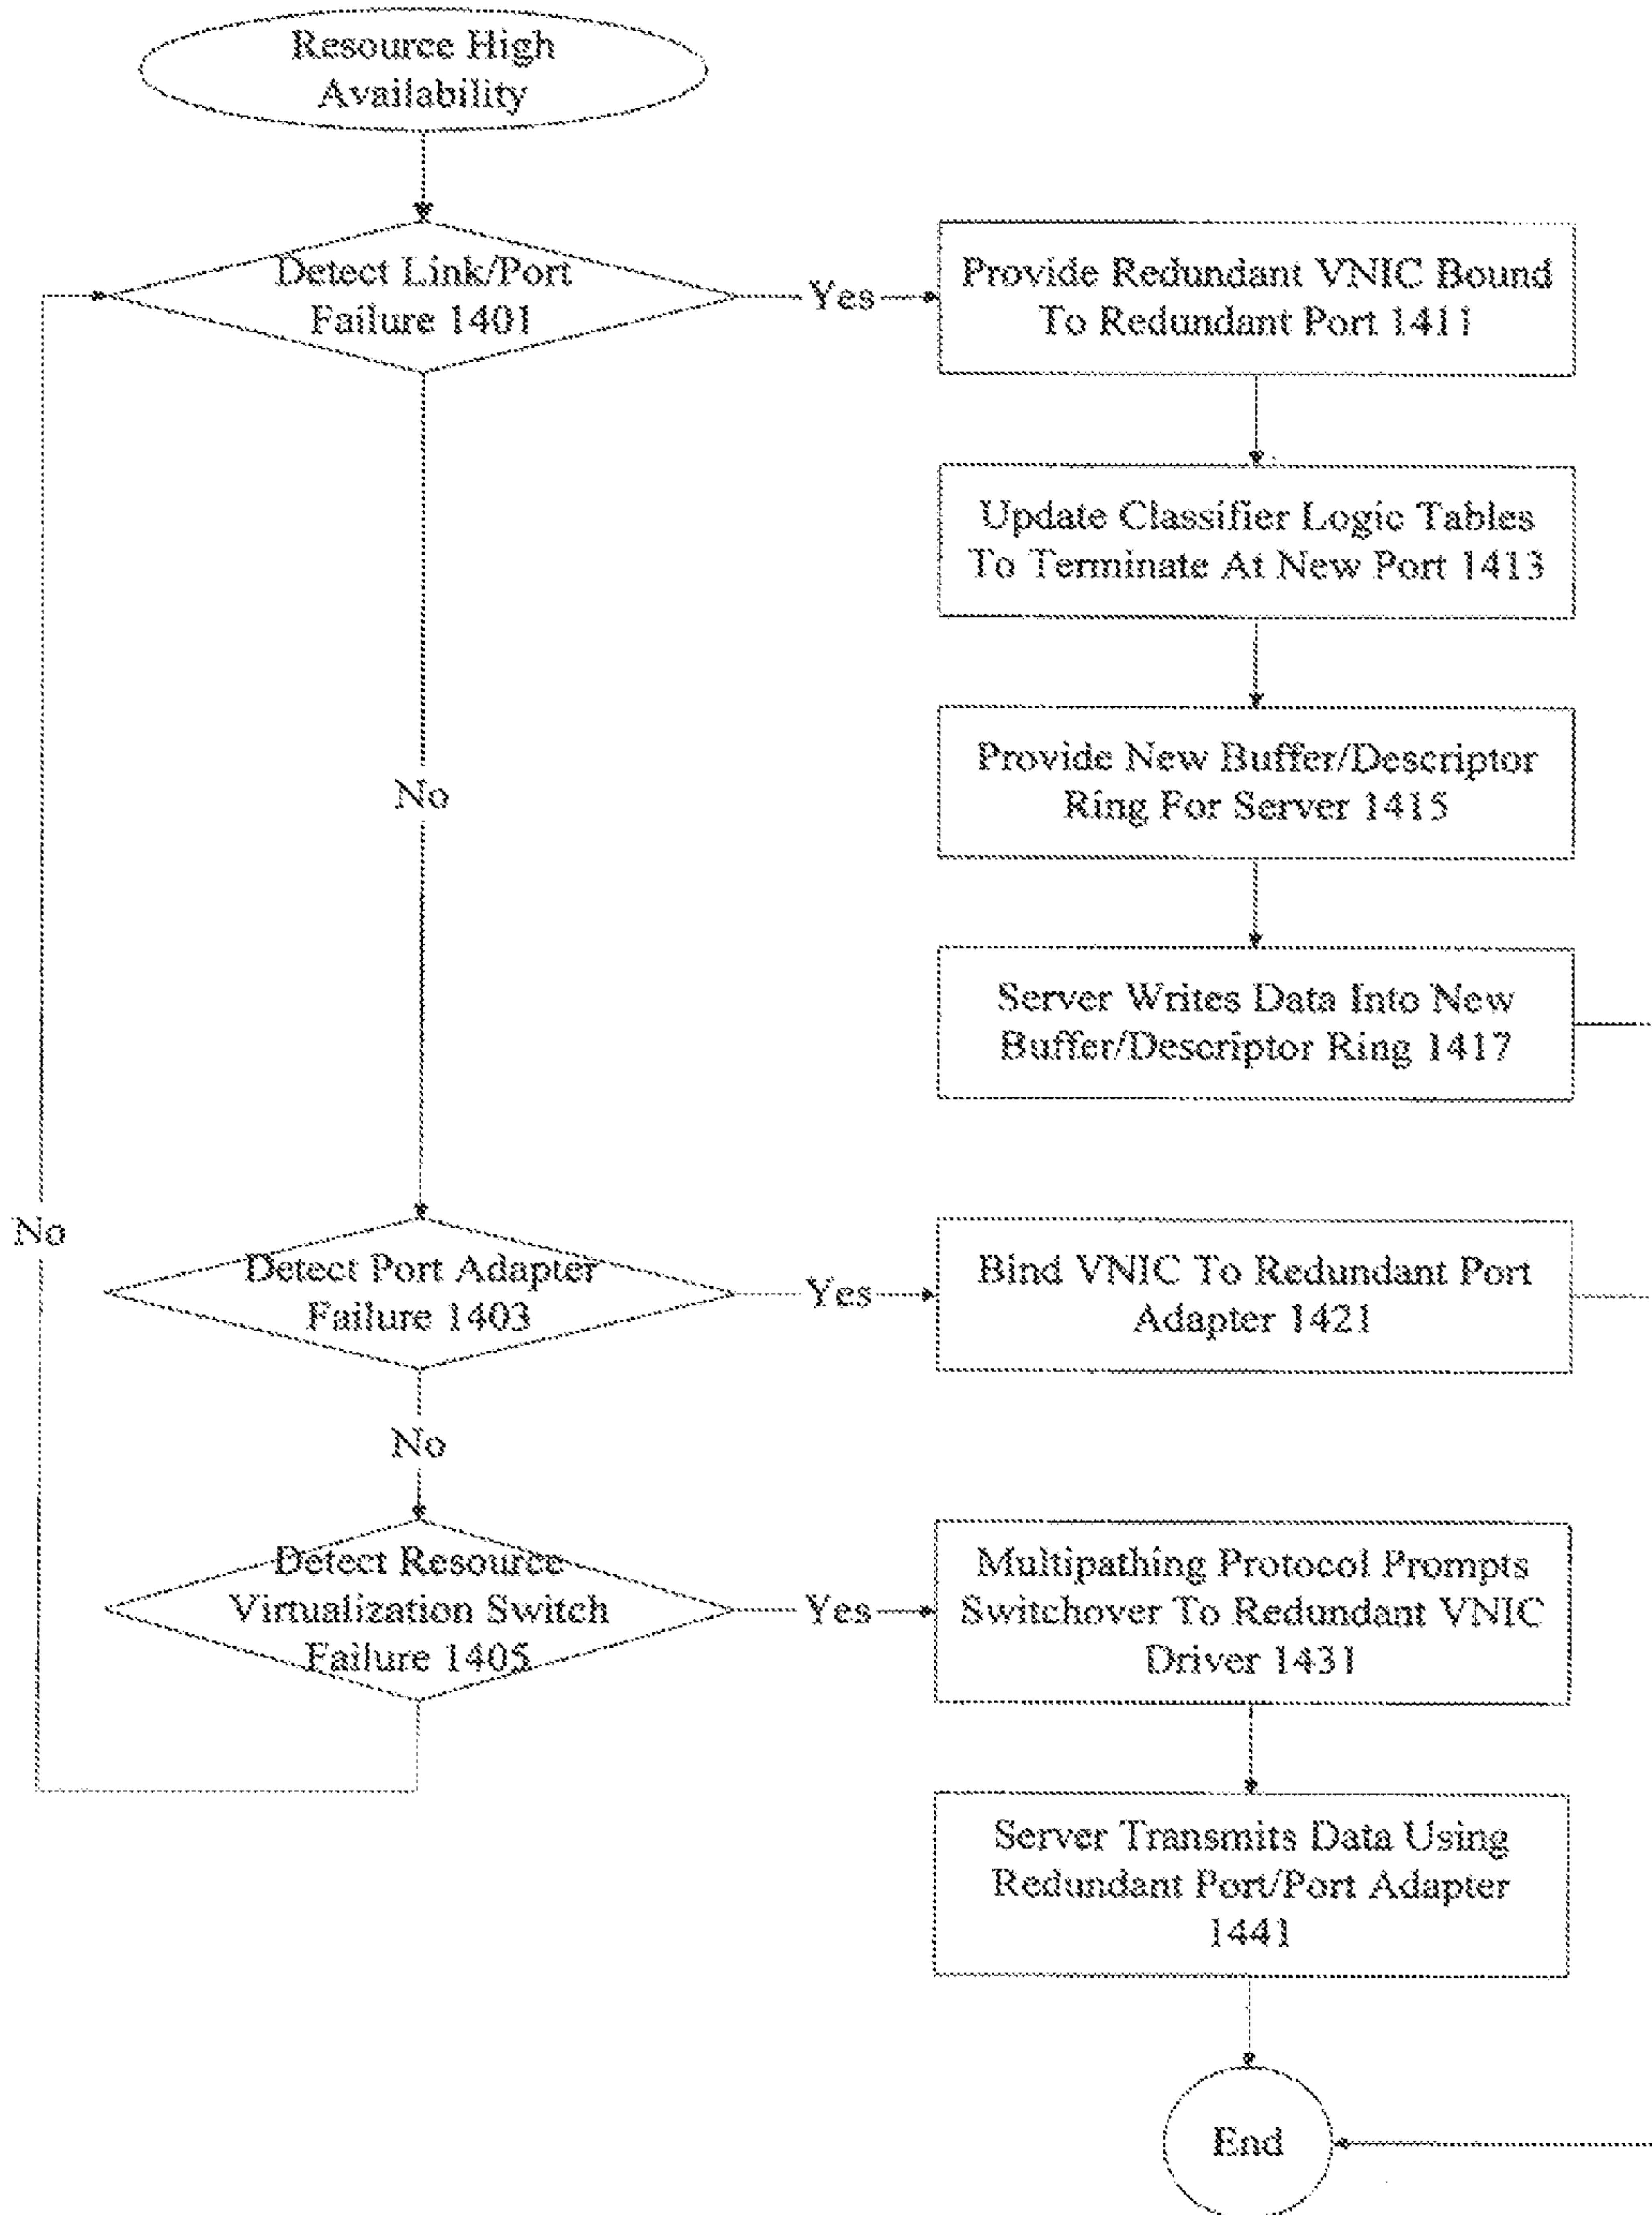 Resource High
Availability
Detect Link/Port
Failure 1401
Yes
Provide Redundant VNIC Bound
To Redundant Port 1411
Update Classifier Logic Tables
To Terminate At New Port 1413
Provide New Buffer/Descriptor
Ring For Server 1415
No
Server Writes Data Into New
Buffer/Descriptor Ring 1417
No
Detect Port Adapter
Failure 1403
Yes
Bind VNIC To Redundant Port
Adapter 1421
No
Detect Resource
Virtualization Switch
Failure 1405
Yes
Multipathing Protocol Prompts
Switchover To Redundant VNIC
Driver 1431
Server Transmits Data Using
Redundant Port/Port Adapter
1441
End